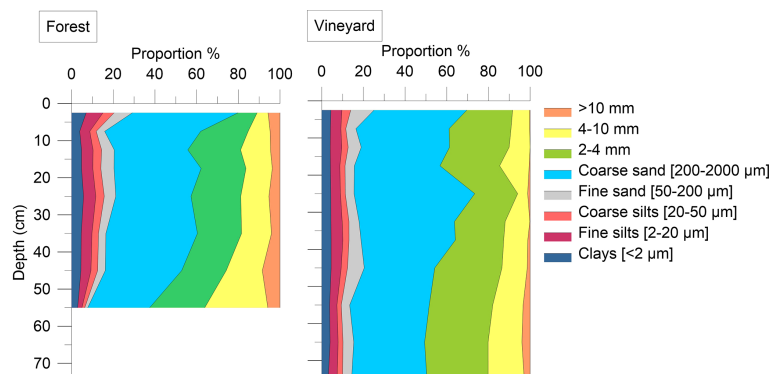 Forest
Vineyard
Proportion %
Proportion %
0 20 40 60 80 100
0 20 40 60 80 100
0
10
20
30
40
50
60
70
Depth (cm)
>10 mm
4-10 mm
2-4 mm
Coarse sand [200-2000 µm]
Fine sand [50-200 µm]
Coarse silts [20-50 µm]
Fine silts [2-20 µm]
Clays [<2 µm]